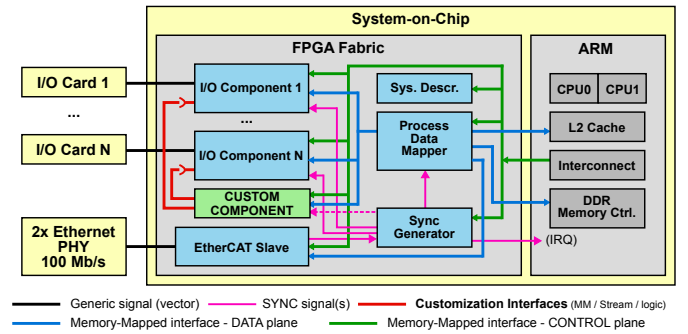 System-on-Chip
FPGA Fabric
ARM
I/O Card 1
I/O Component 1
Sys. Descr.
CPU0 CPU1
...
...
Process
Data
Mapper
L2 Cache
I/O Card N
I/O Component N
Interconnect
CUSTOM
COMPONENT
DDR
Memory Ctrl.
2x Ethernet
PHY
100 Mb/s
EtherCAT Slave
Sync
Generator
(IRQ)
Generic signal (vector)
SYNC signal(s)
Customization Interfaces (MM / Stream / logic)
Memory-Mapped interface - DATA plane
Memory-Mapped interface - CONTROL plane